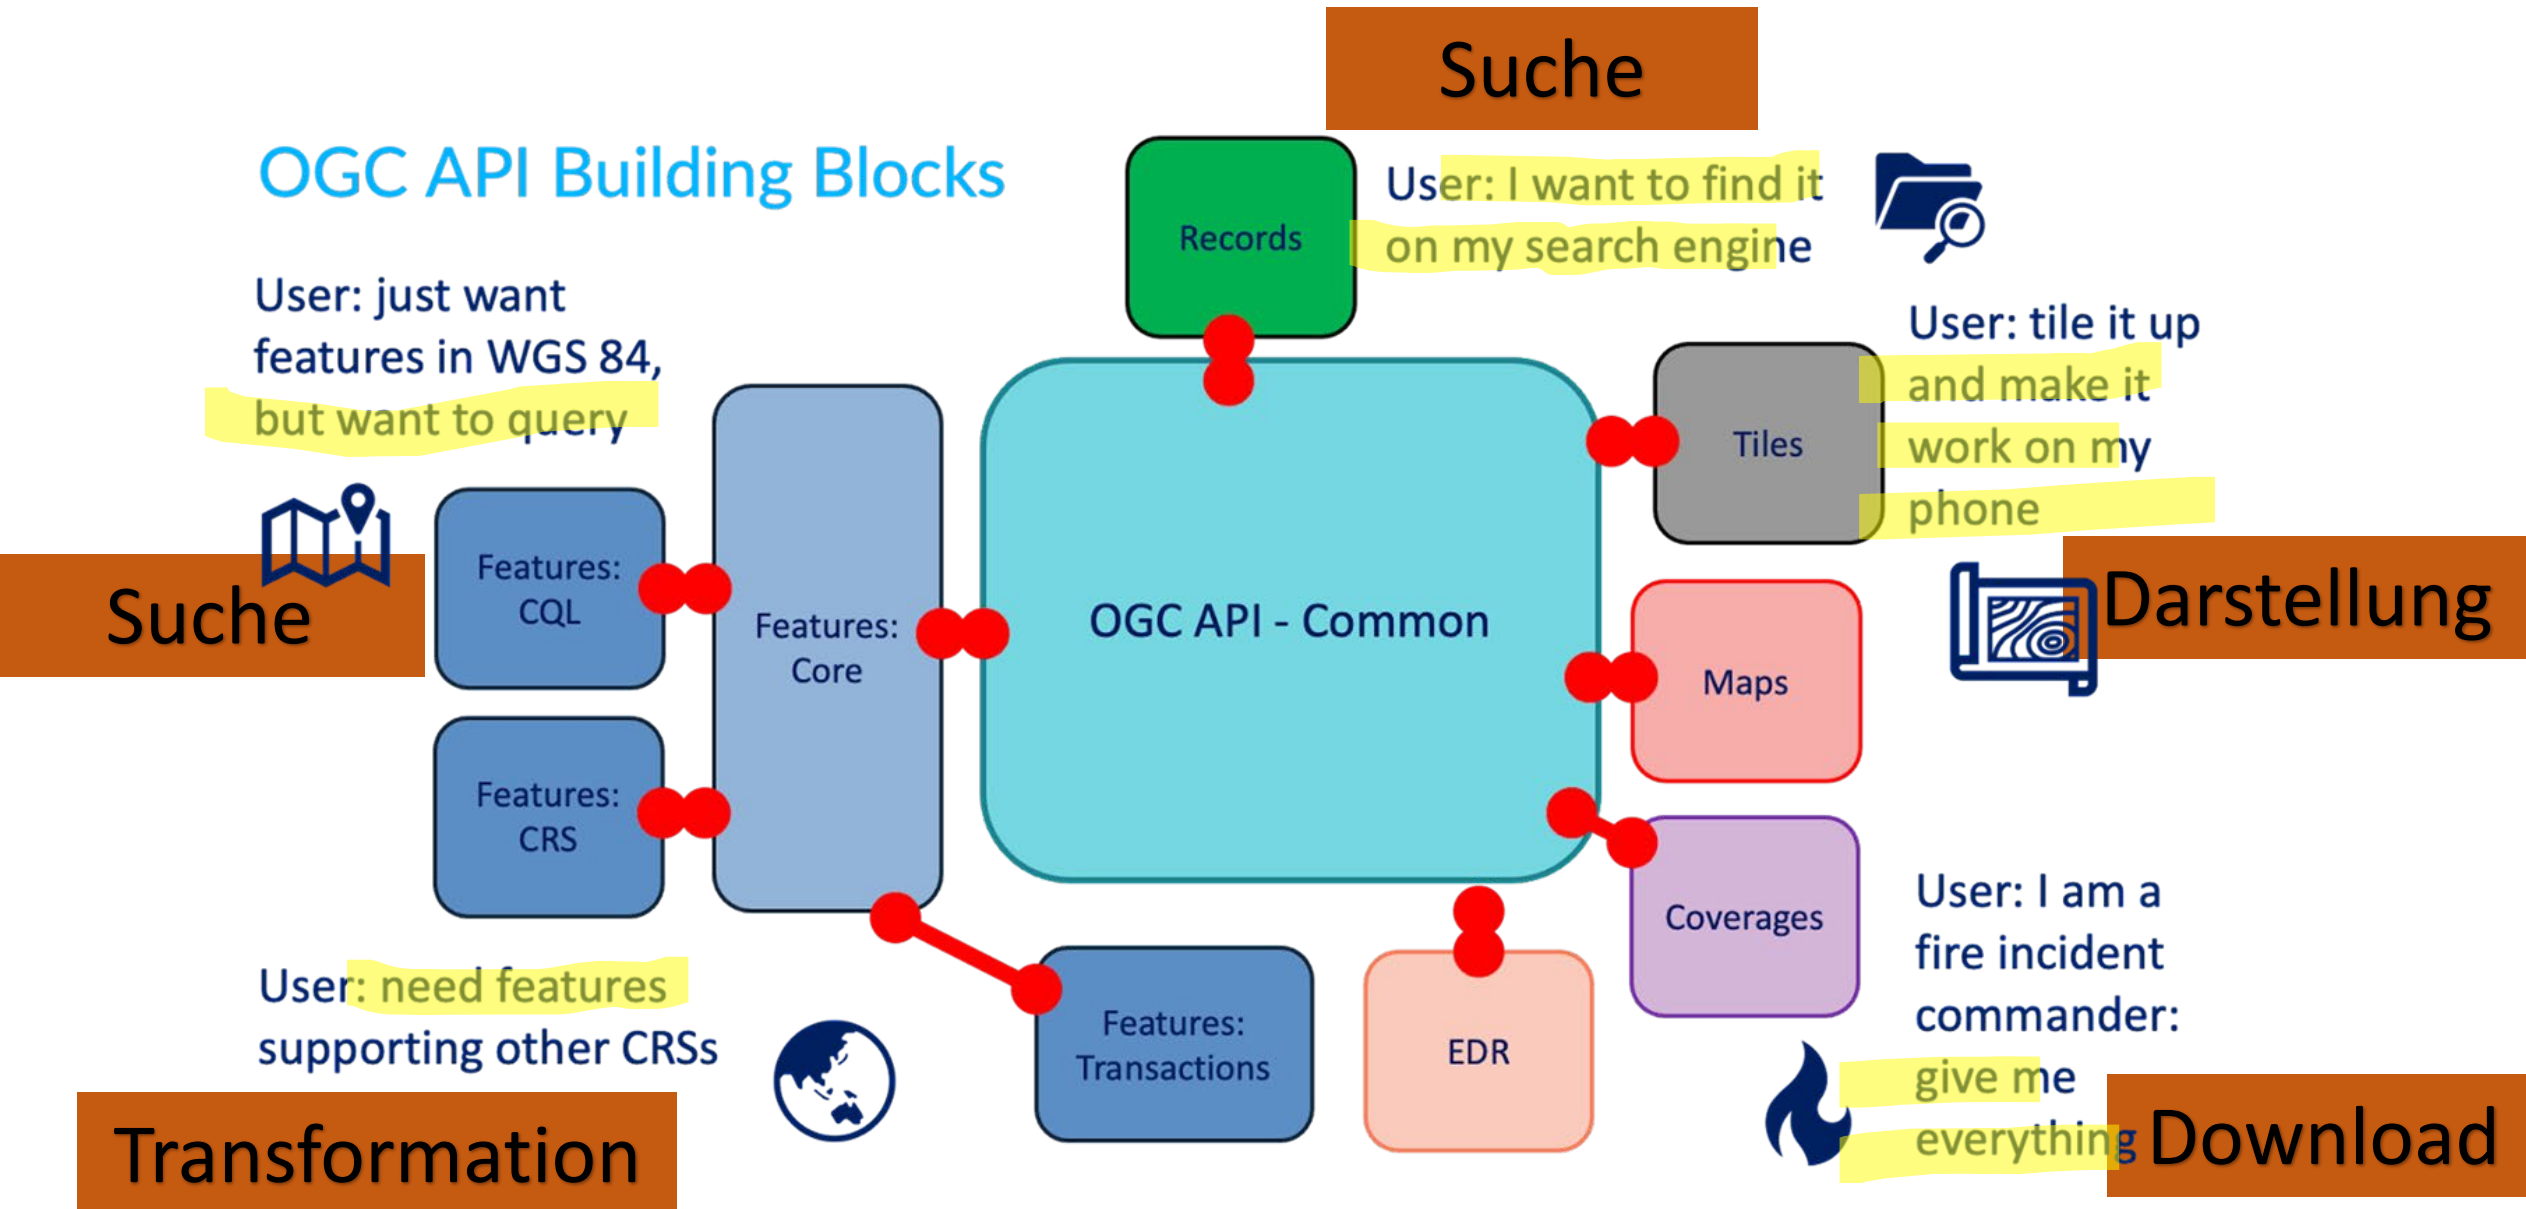 Suche
OGC API Building Blocks
User: I want to find it
on my search engine
Records
User: just want
features in WGS 84,
but want to query
User: tile it up
and make it
work on my
phone
Tiles
Suche
Features:
CQL
Features:
Core
OGC API - Common
Darstellung
Maps
Features:
CRS
Coverages
User: I am a
fire incident
commander:
give me
everything
User: need features
supporting other CRSs
Features:
Transactions
EDR
Transformation
Download